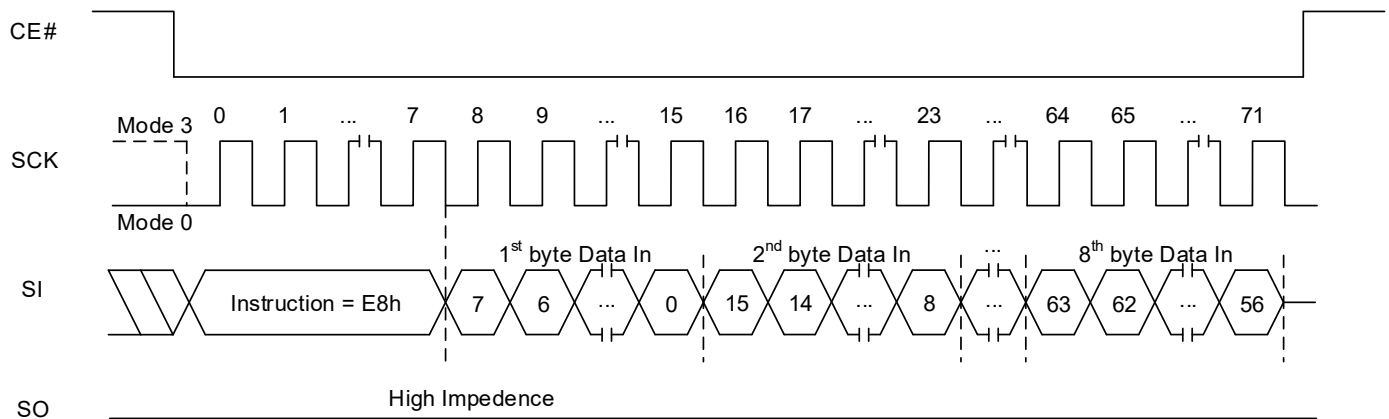 CE#
0 1 ... 7 8 9 ... 15 16 17 ... 23 ... 64 65 ... 71
Mode 3
SCK
Mode 0
1st byte Data In 2nd byte Data In ... 8th byte Data In
SI
Instruction = E8h 7 6 ... 0 15 14 ... 8 ... 63 62 ... 56
High Impedence
SO